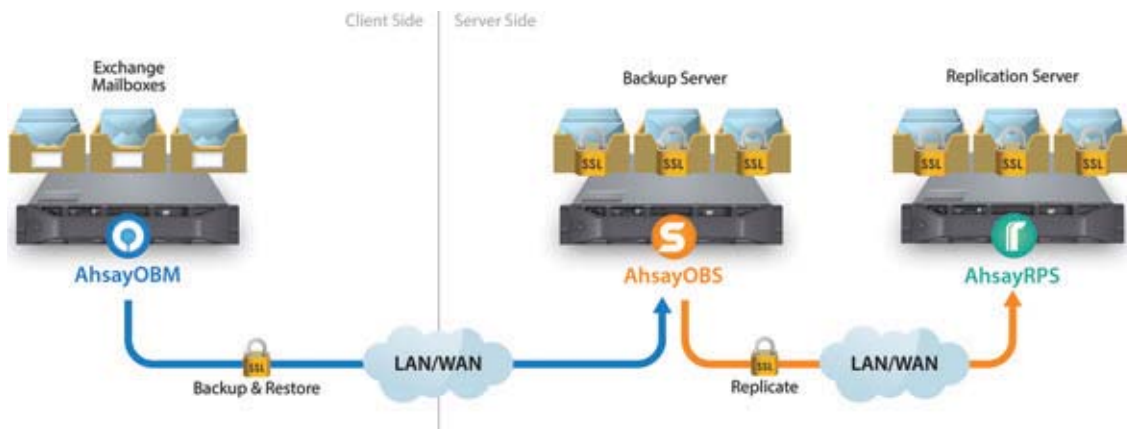 Client Side
Server Side
Exchange
Mailboxes
Backup Server
Replication Server
SSL
SSL
SSL
SSL
SSL
SSL
AhsayOBM
AhsayOBS
AhsayRPS
SSL
LAN/WAN
SSL
LAN/WAN
Backup & Restore
Replicate